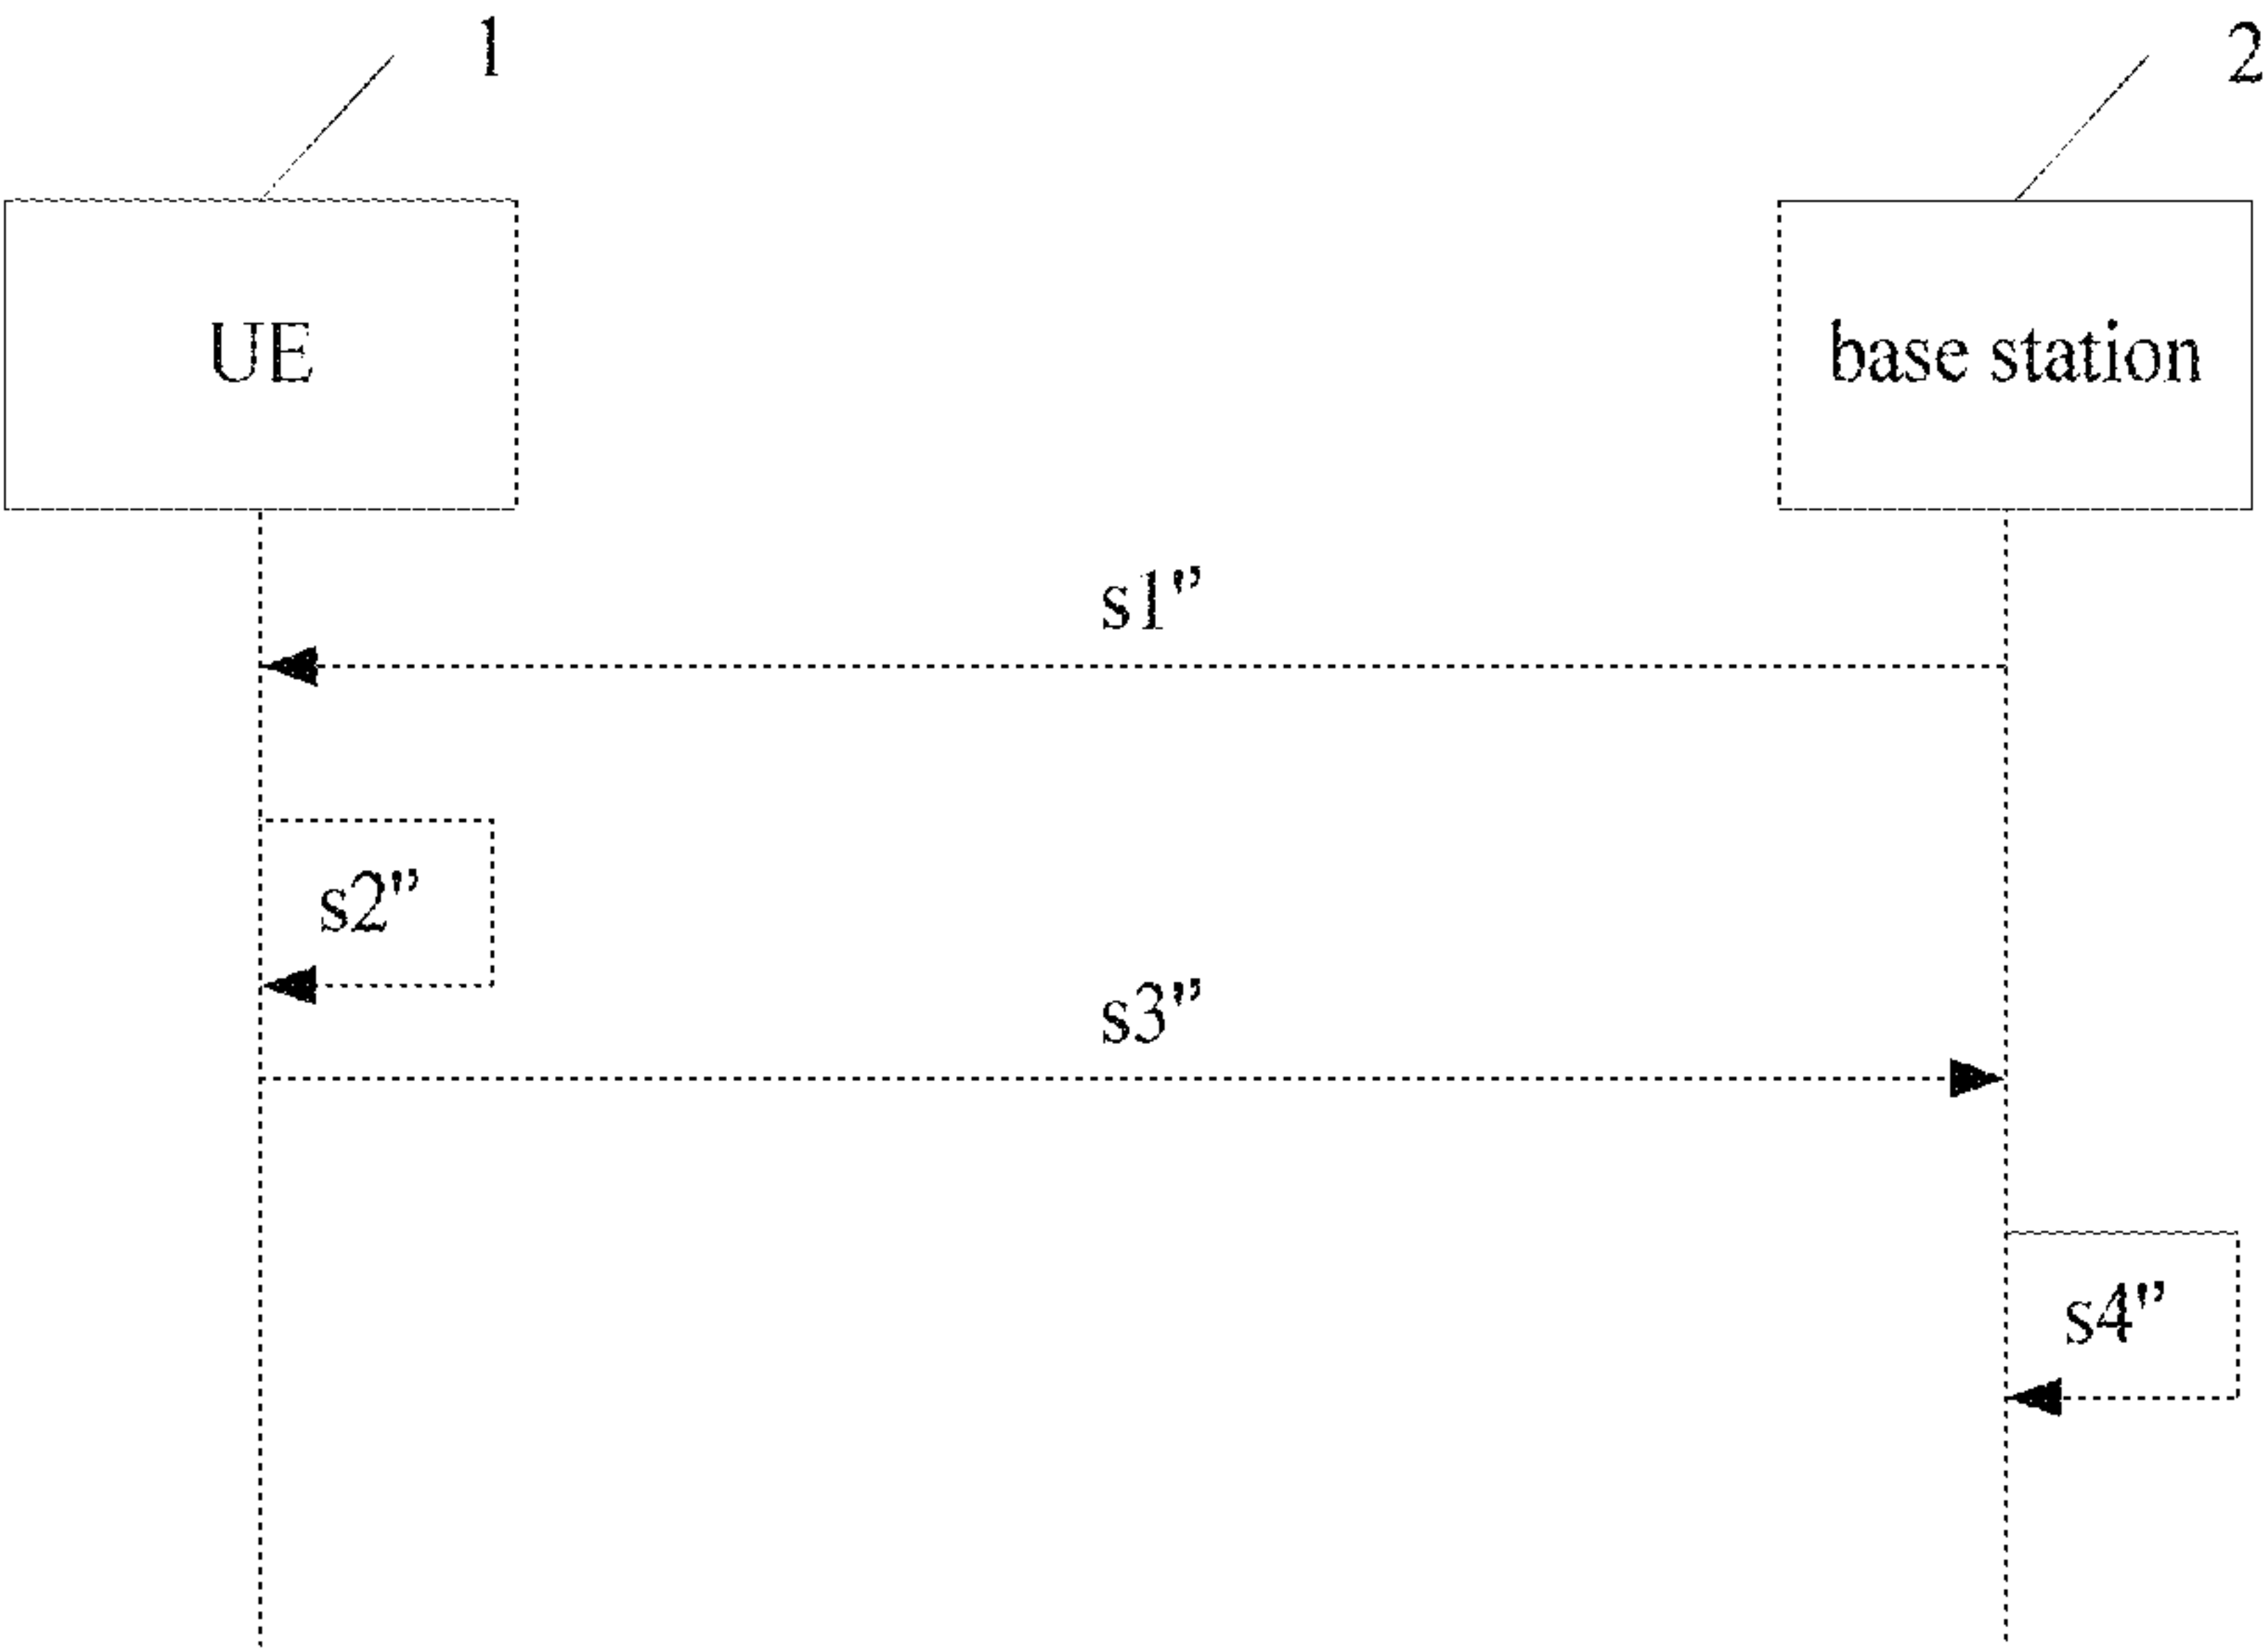 1
2
UE
base station
s1”
s2”
s3”
s4”